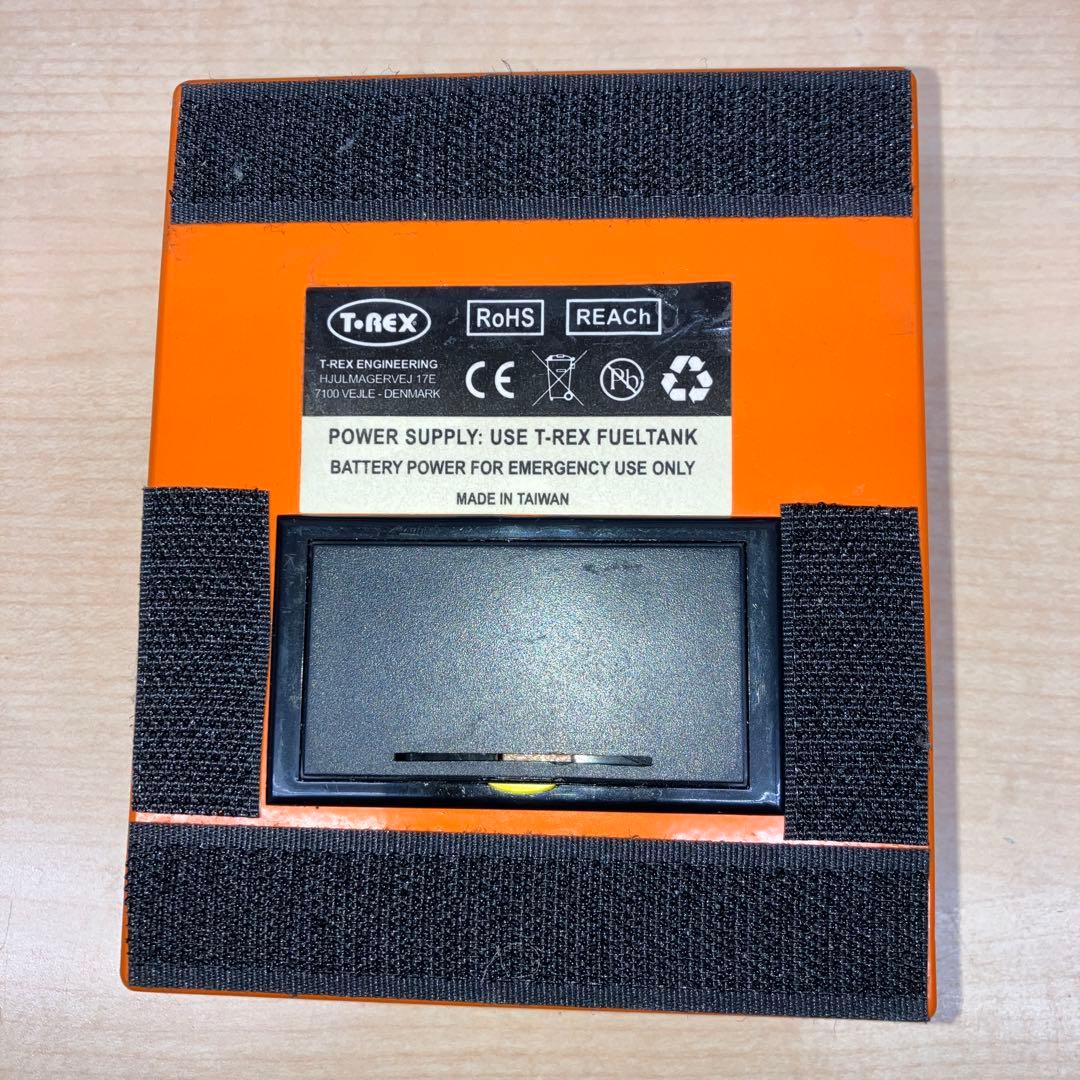 T-REX
RoHS
REACh
T-REX ENGINEERING
HJULMAGERVEJ 17E
7100 VEJLE - DENMARK
CE
Pb
POWER SUPPLY: USE T-REX FUELTANK
BATTERY POWER FOR EMERGENCY USE ONLY
MADE IN TAIWAN